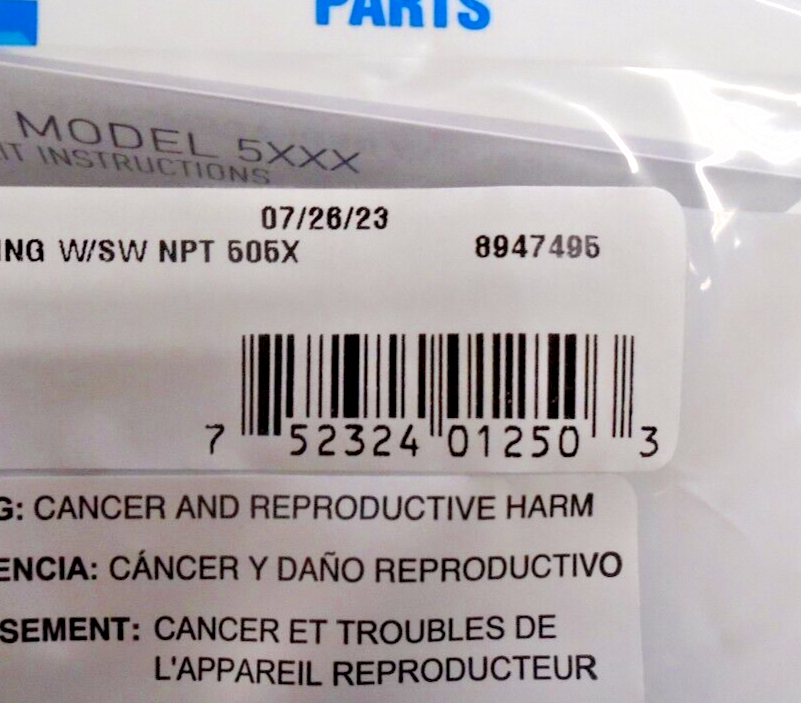 PARTS
MODEL 5XXX
IT INSTRUCTIONS
07/26/23
ING W/SW NPT 505X 8947495
7 52324 01250 3
G: CANCER AND REPRODUCTIVE HARM
ENCIA: CÁNCER Y DAÑO REPRODUCTIVO
SEMENT: CANCER ET TROUBLES DE
L'APPAREIL REPRODUCTEUR